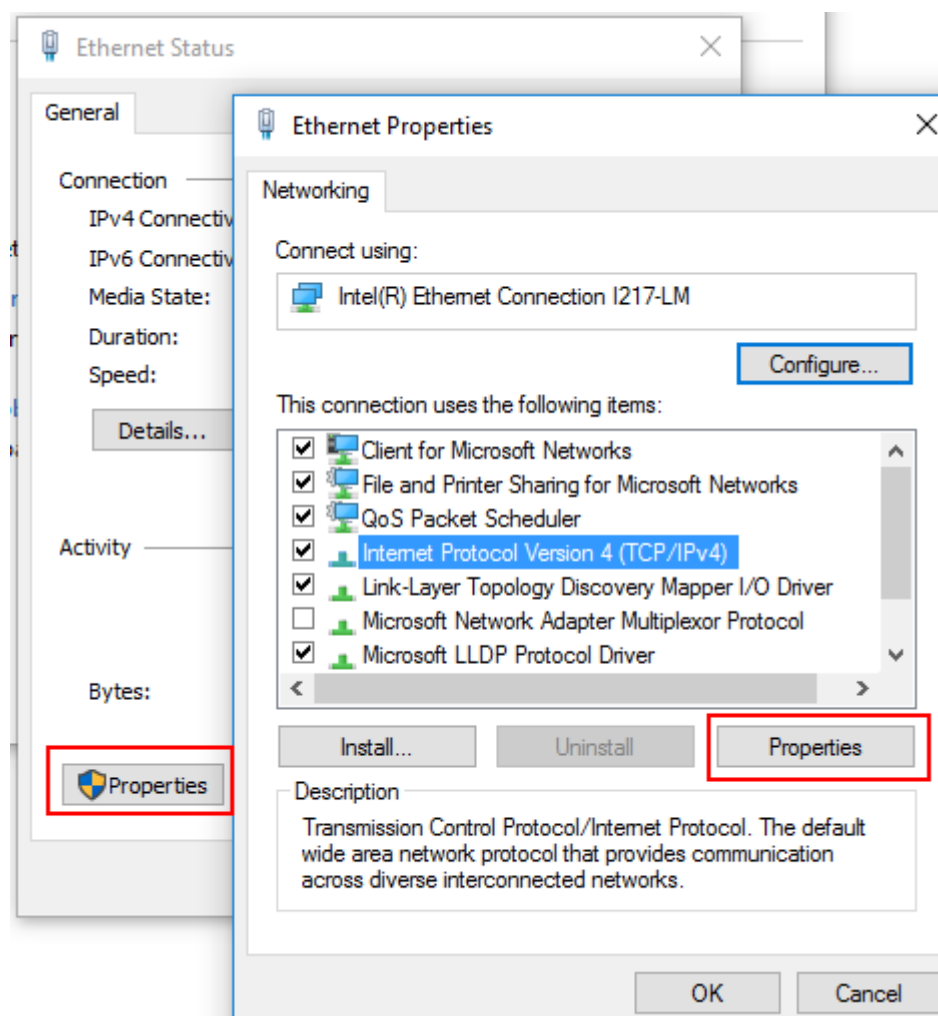 Ethernet Status
General
Connection
IPv4 Connectiv
IPv6 Connectiv
Media State:
Duration:
Speed:
Details...
Activity
Bytes:
Properties
Ethernet Properties
Networking
Connect using:
Intel(R) Ethernet Connection I217-LM
Configure...
This connection uses the following items:
Client for Microsoft Networks
File and Printer Sharing for Microsoft Networks
QoS Packet Scheduler
Internet Protocol Version 4 (TCP/IPv4)
Link-Layer Topology Discovery Mapper I/O Driver
Microsoft Network Adapter Multiplexor Protocol
Microsoft LLDP Protocol Driver
Install...
Uninstall
Properties
Description
Transmission Control Protocol/Internet Protocol. The default
wide area network protocol that provides communication
across diverse interconnected networks.
OK
Cancel